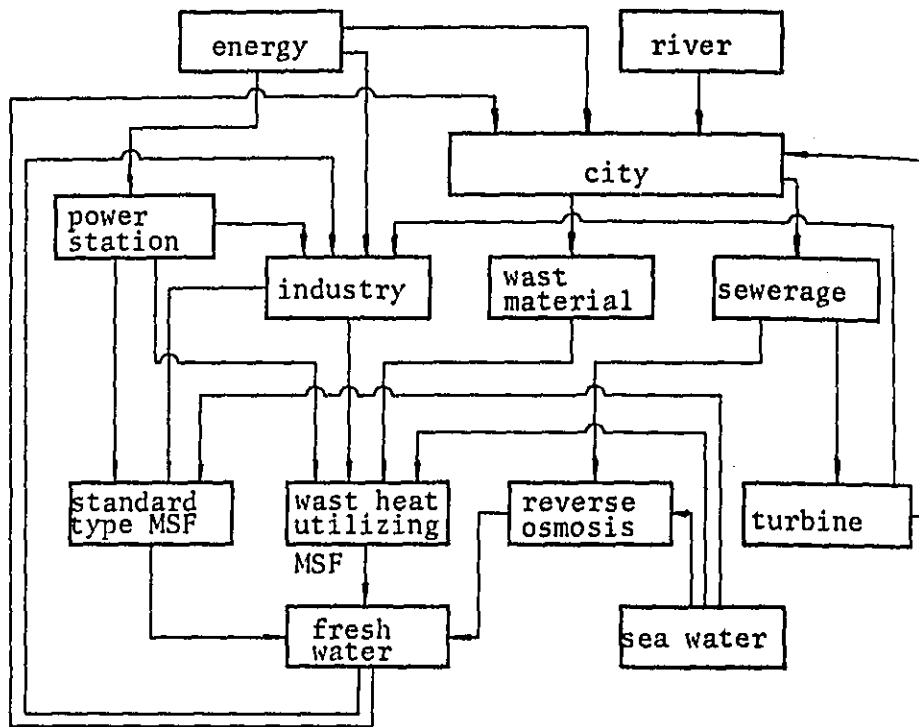 energy
river
city
power
station
industry
wast
material
sewerage
standard
type MSF
wast heat
utilizing
MSF
reverse
osmosis
turbine
fresh
water
sea water